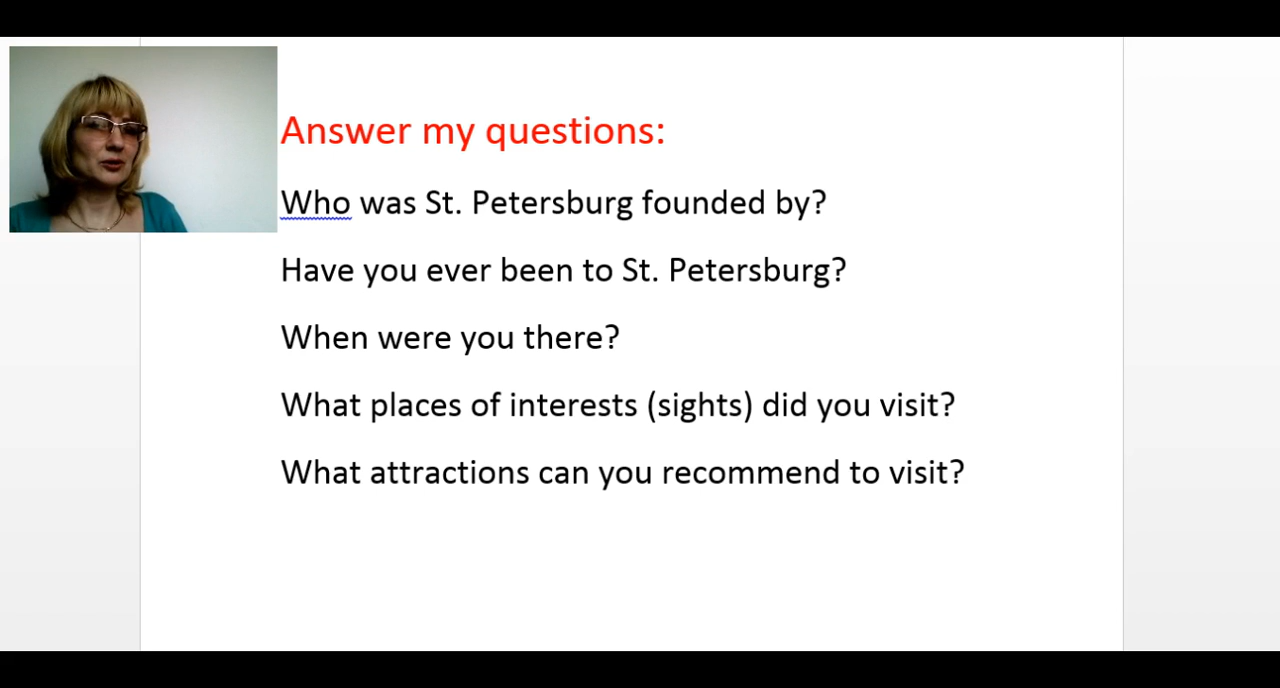 Answer my questions:
Who was St. Petersburg founded by?
Have you ever been to St. Petersburg?
When were you there?
What places of interests (sights) did you visit?
What attractions can you recommend to visit?